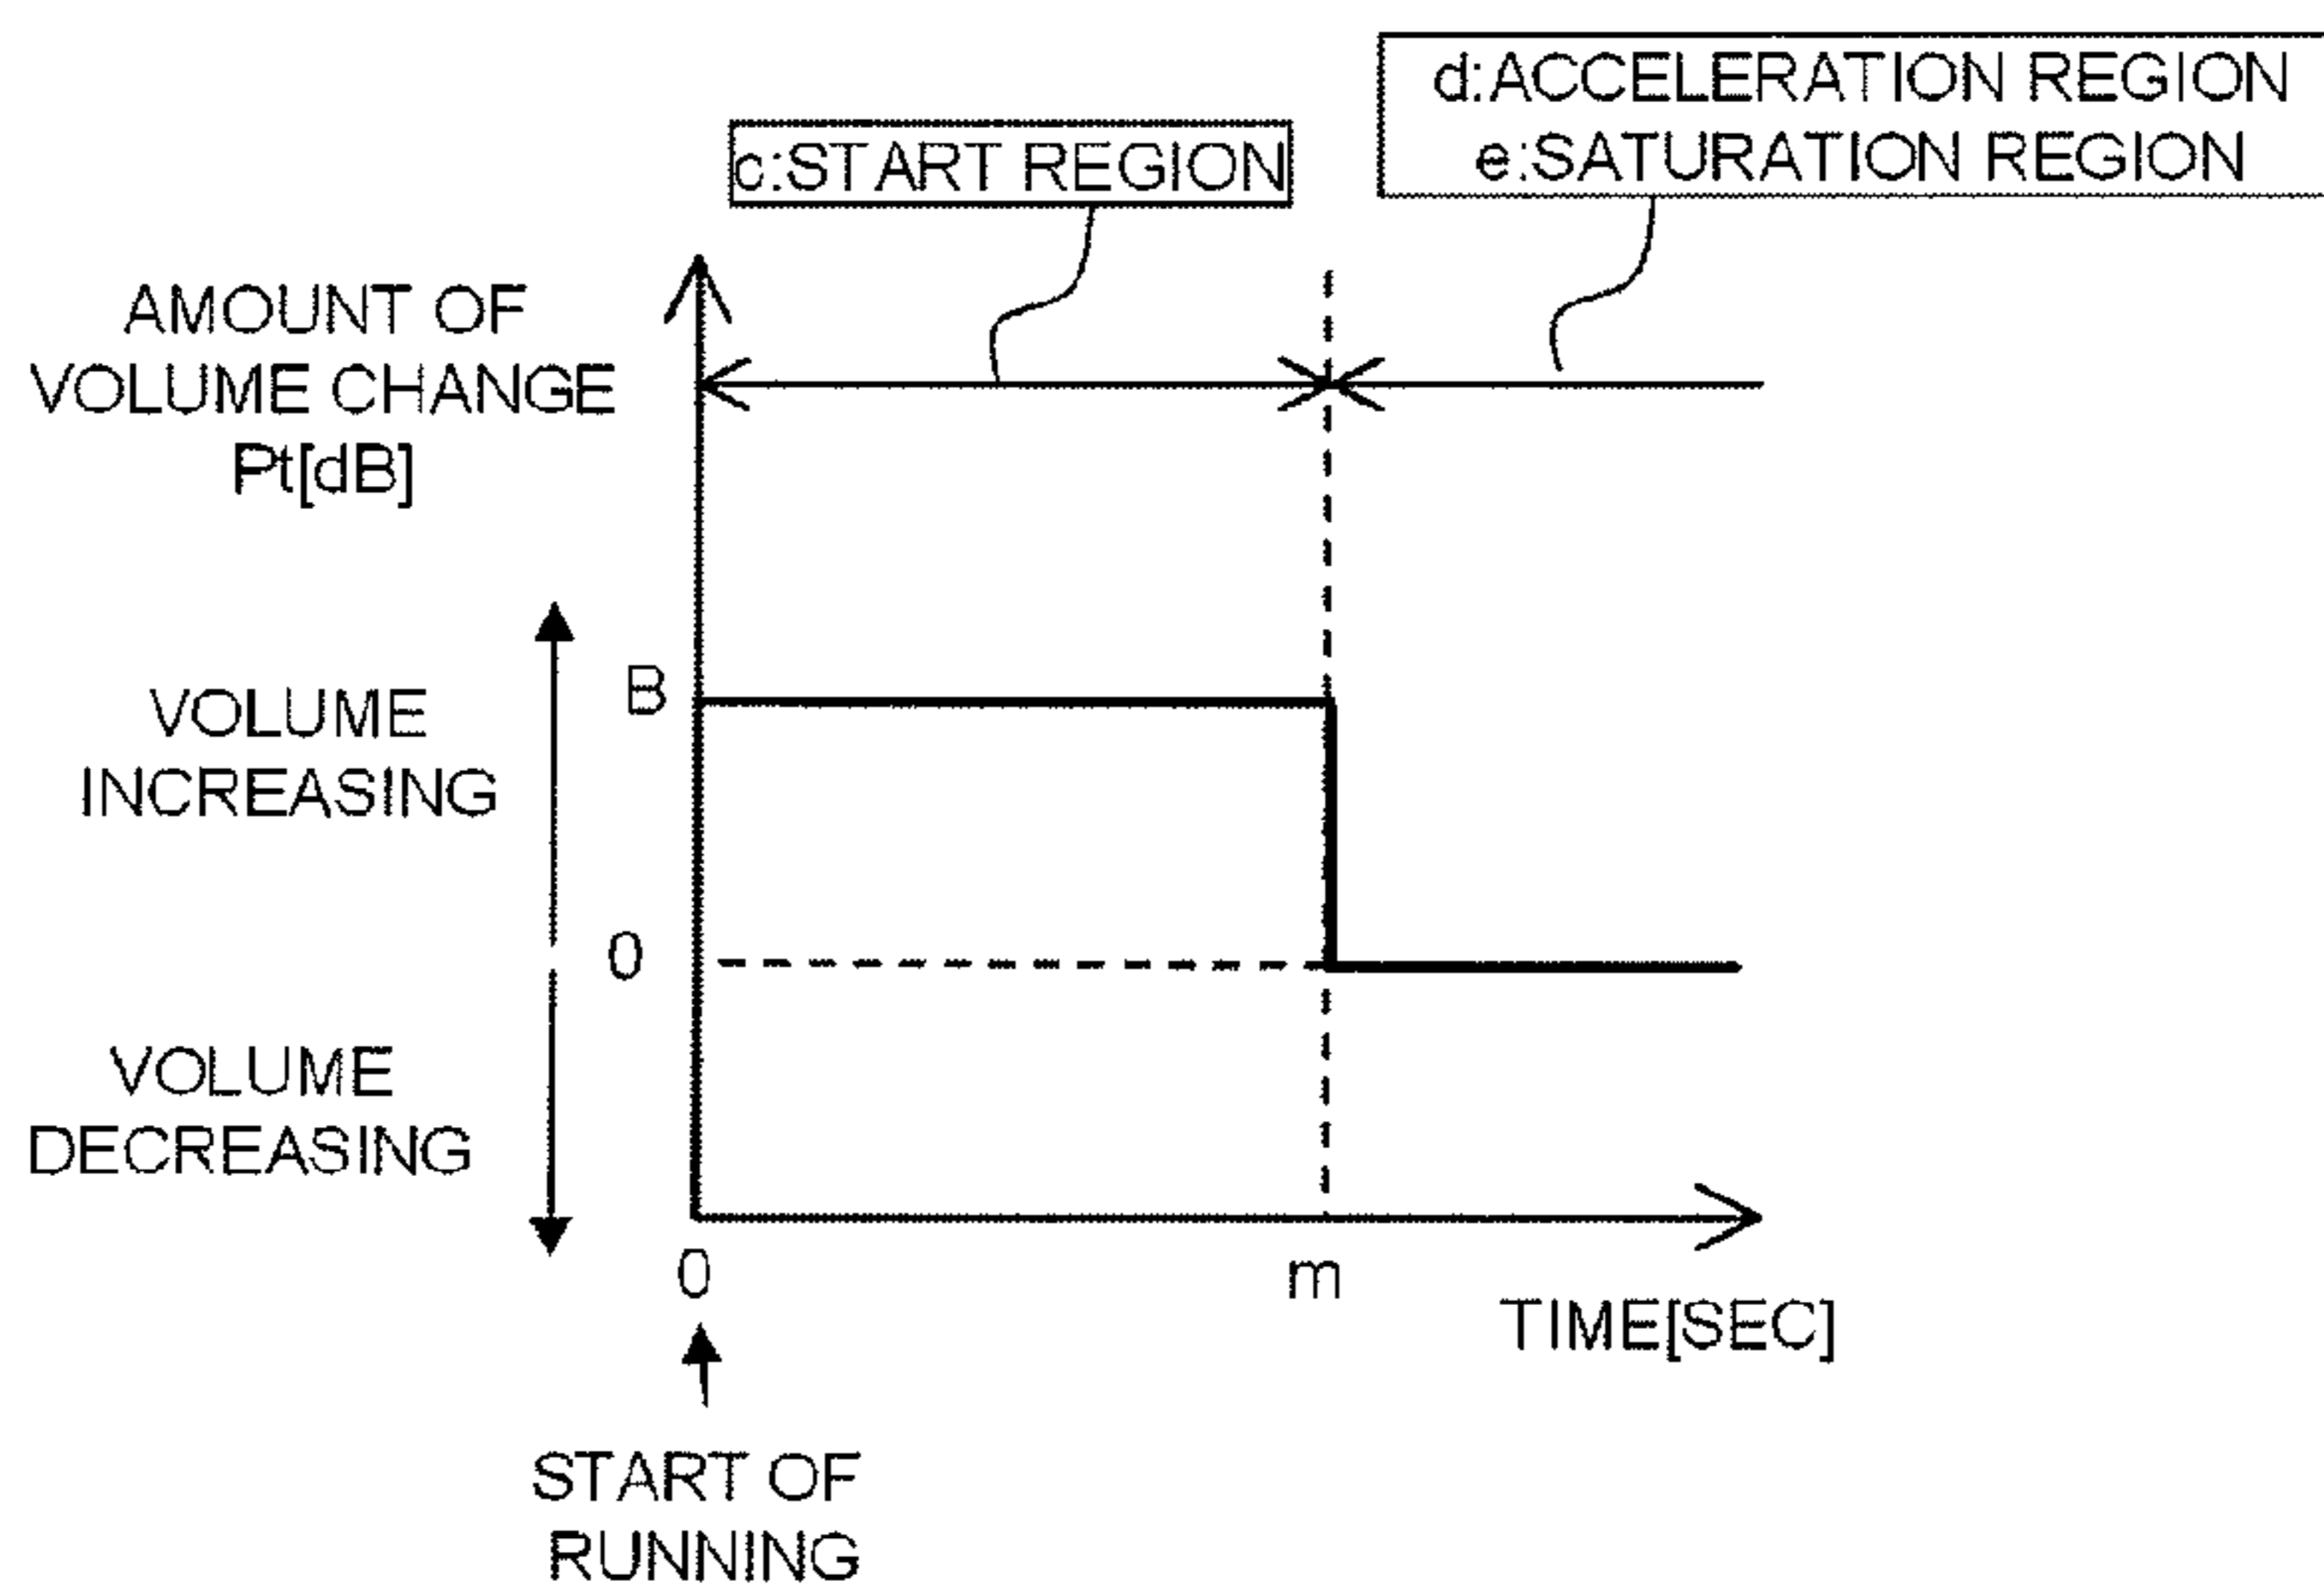 d:ACCELERATION REGION
e:SATURATION REGION
c:START REGION
AMOUNT OF
VOLUME CHANGE
Pt[dB]
B
VOLUME
INCREASING
0
VOLUME
DECREASING
0
m
TIME[SEC]
START OF
RUNNING